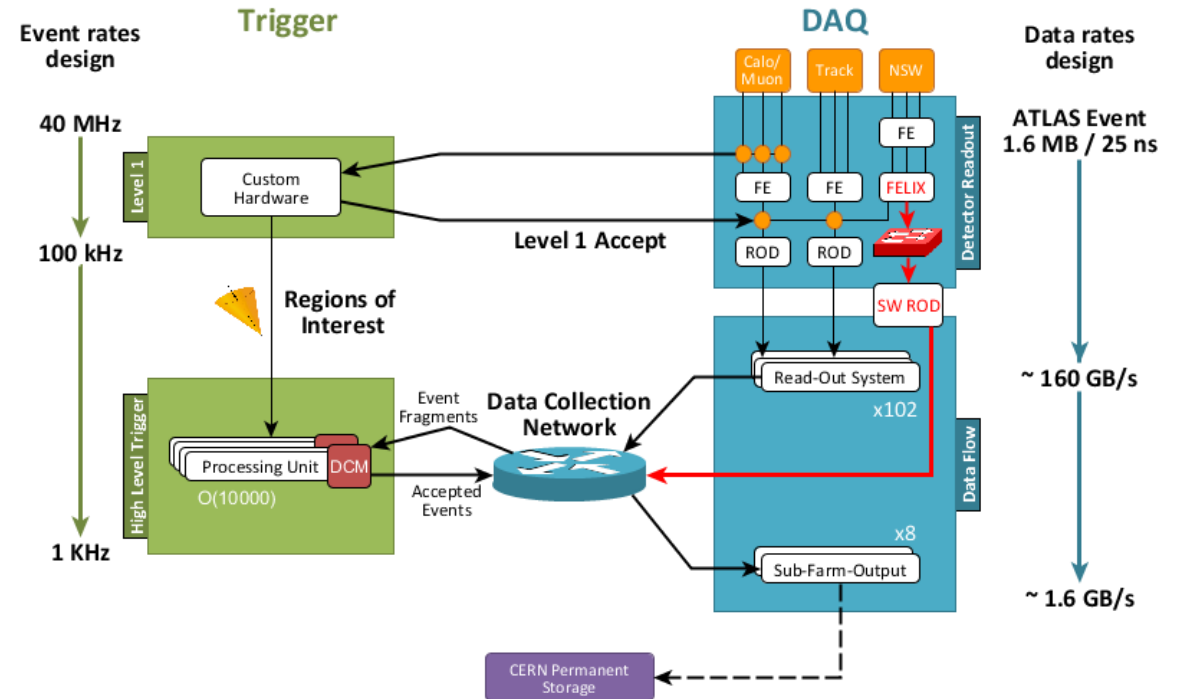 Trigger
DAQ
Event rates
design
Data rates
design
Calo/
Muon
Track
NSW
40 MHz
ATLAS Event
1.6 MB / 25 ns
FE
Level 1
Custom
Hardware
FE
FE
FELIX
Detector Readout
Level 1 Accept
100 kHz
ROD
ROD
Regions of
Interest
SW ROD
Read-Out System
~ 160 GB/s
x102
Event
Fragments
Data Collection
Network
High Level Trigger
Processing Unit
DCM
O(10000)
Accepted
Events
Data Flow
x8
1 KHz
Sub-Farm-Output
~ 1.6 GB/s
CERN Permanent
Storage